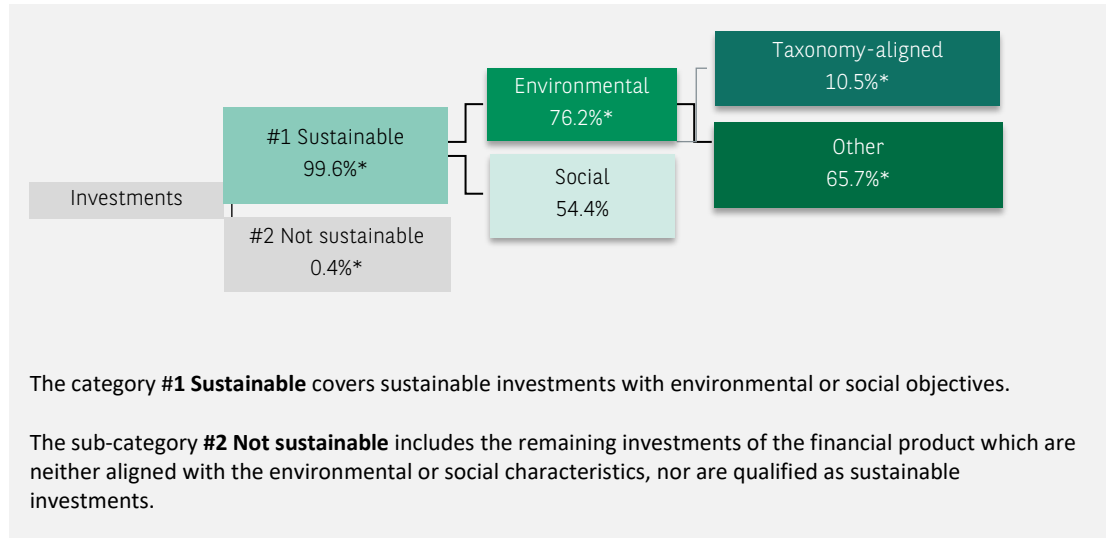 Taxonomy-aligned
10.5%*
Environmental
76.2%*
#1 Sustainable
99.6%*
Other
65.7%*
Social
54.4%
Investments
#2 Not sustainable
0.4%*
The category #1 Sustainable covers sustainable investments with environmental or social objectives.
The sub-category #2 Not sustainable includes the remaining investments of the financial product which are
neither aligned with the environmental or social characteristics, nor are qualified as sustainable
investments.